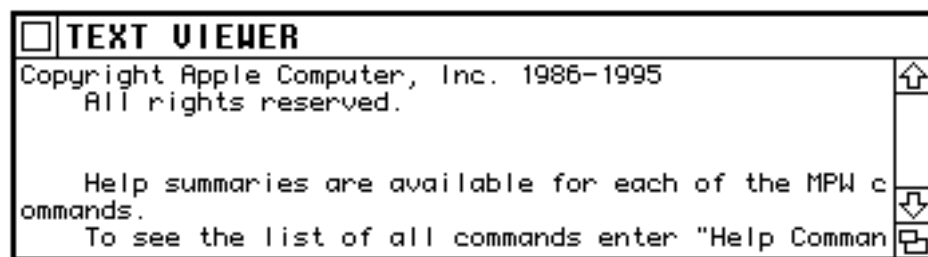 TEXT VIEWER
Copyright Apple Computer, Inc. 1986-1995
All rights reserved.
Help summaries are available for each of the MPW c
ommands.
To see the list of all commands enter "Help Comman